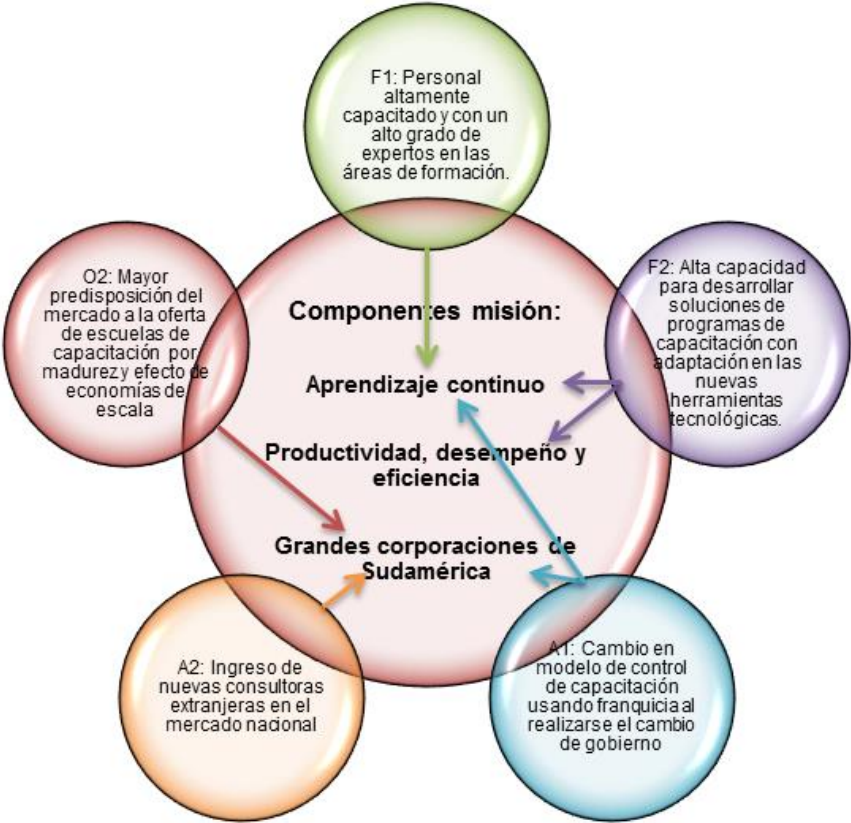 F1: Personal
altamente
capacitado y con un
alto grado de
expertos en las
áreas de formación.
O2: Mayor
predisposición del
mercado a la oferta
de escuelas de
capacitación por
madurez y efecto de
economías de
escala
F2: Alta capacidad
para desarrollar
soluciones de
programas de
capacitación con
adaptación en las
nuevas
herramientas
tecnológicas.
Componentes misión:
Aprendizaje continuo
Productividad, desempeño y
eficiencia
Grandes corporaciones de
Sudamérica
A2: Ingreso de
nuevas consultoras
extranjeras en el
mercado nacional
A1: Cambio en
modelo de control
de capacitación
usando franquicia al
realizarse el cambio
de gobierno